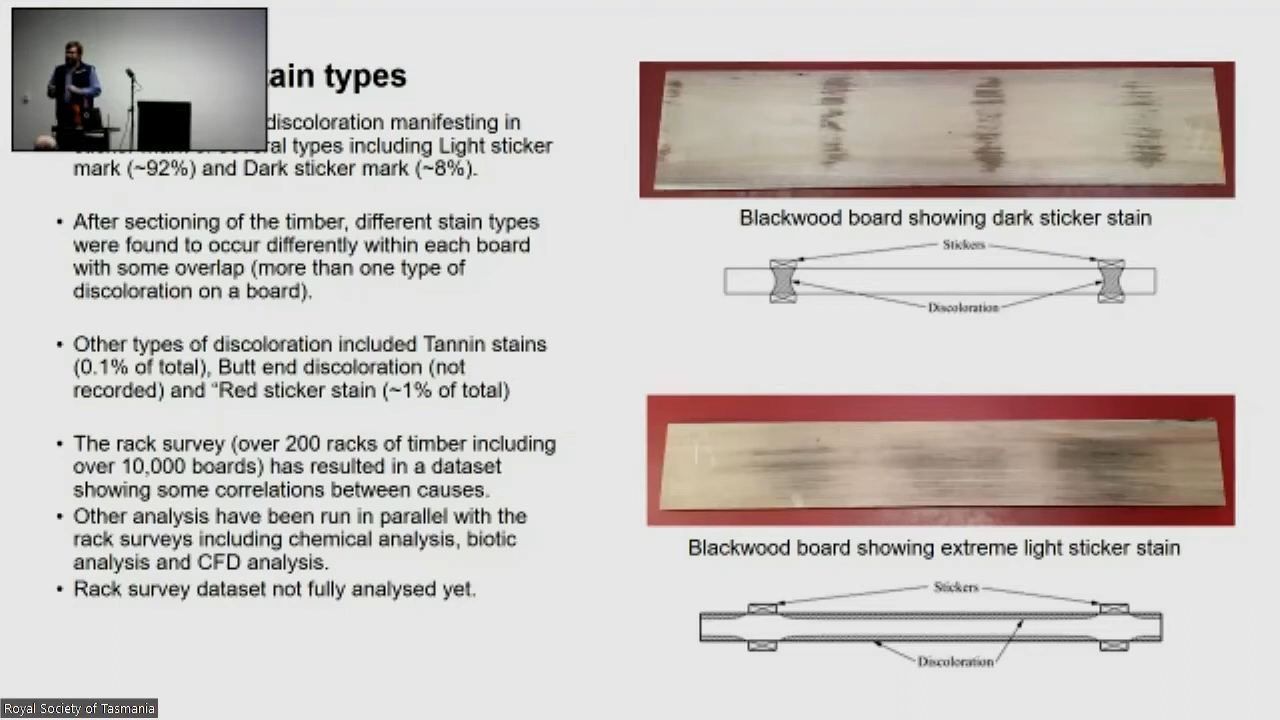 tain types
discoloration manifesting in
several types including Light sticker
mark (~92%) and Dark sticker mark (~8%).
• After sectioning of the timber, different stain types
were found to occur differently within each board
with some overlap (more than one type of
discoloration on a board).
• Other types of discoloration included Tannin stains
(0.1% of total), Butt end discoloration (not
recorded) and “Red sticker stain (~1% of total)
• The rack survey (over 200 racks of timber including
over 10,000 boards) has resulted in a dataset
showing some correlations between causes.
• Other analysis have been run in parallel with the
rack surveys including chemical analysis, biotic
analysis and CFD analysis.
• Rack survey dataset not fully analysed yet.
Blackwood board showing dark sticker stain
Stickers
Discoloration
Blackwood board showing extreme light sticker stain
Stickers
Discoloration
Royal Society of Tasmania